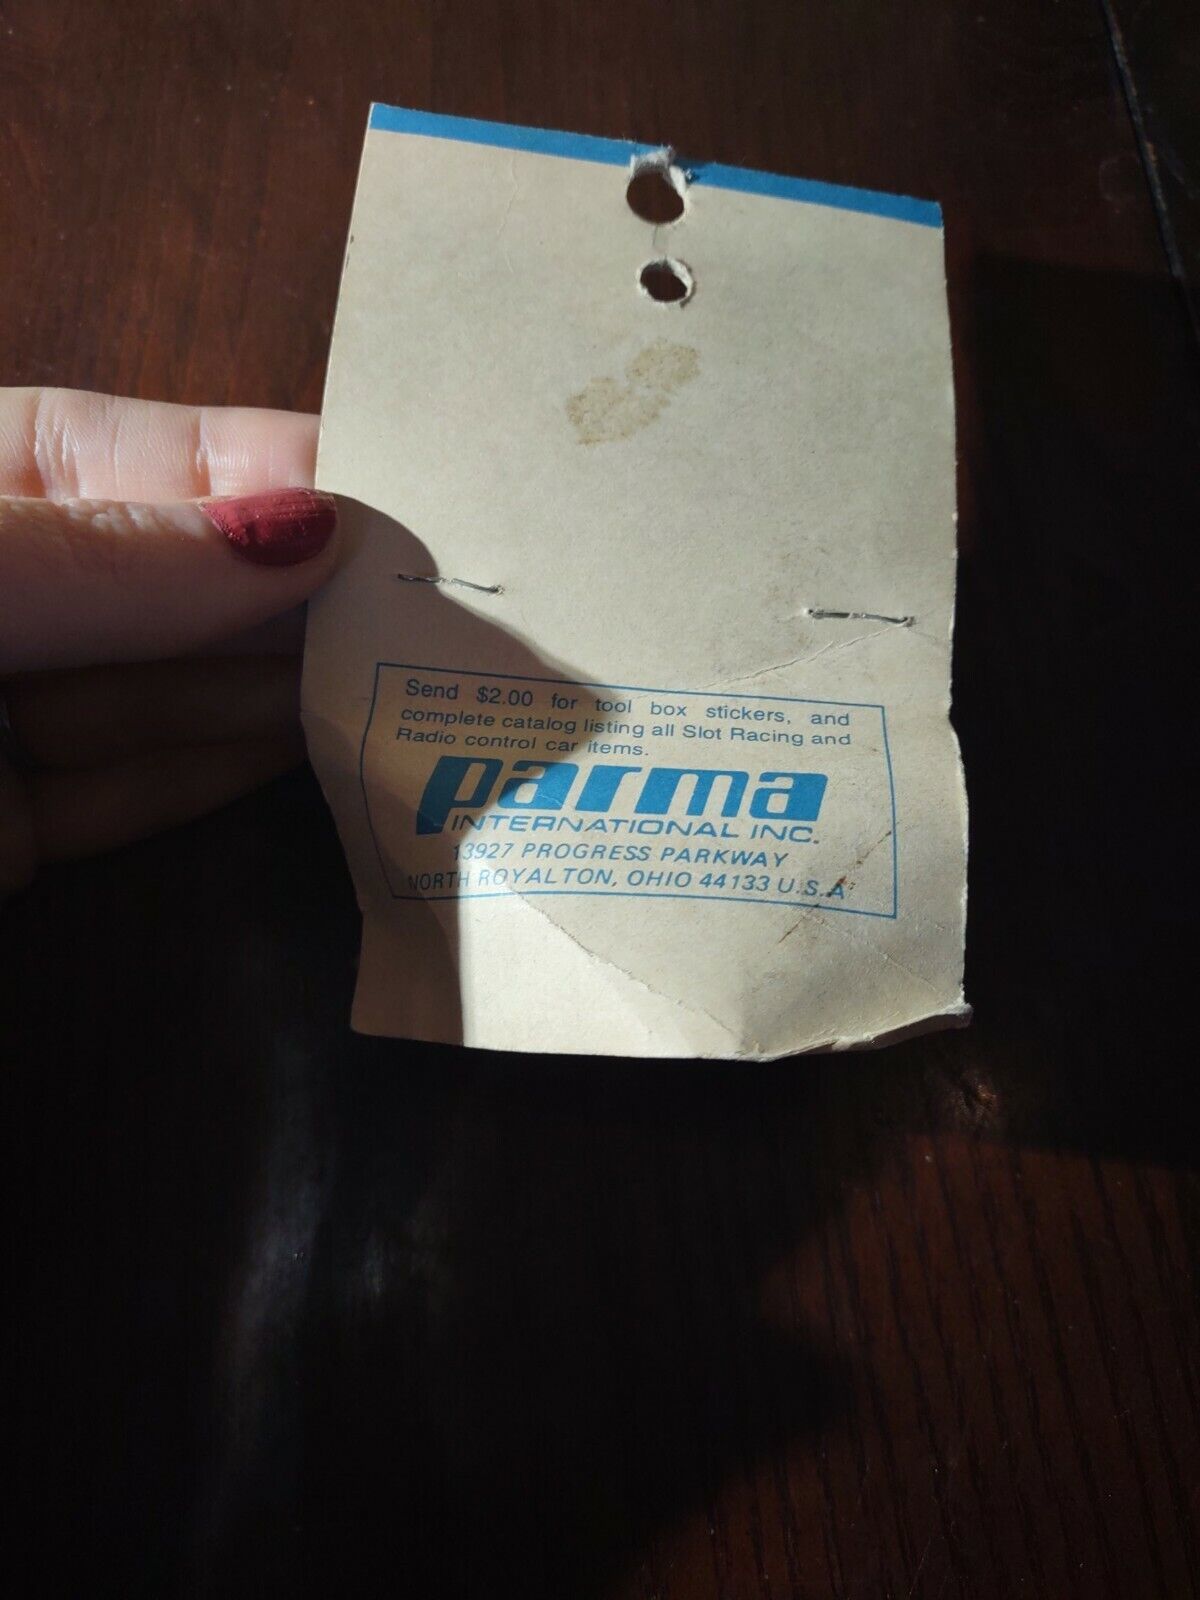 Send $2.00 for tool box stickers, and
complete catalog listing all Slot Racing and
Radio control car items.
parma
INTERNATIONAL INC.
13927 PROGRESS PARKWAY
NORTH ROYALTON, OHIO 44133 U.S.A